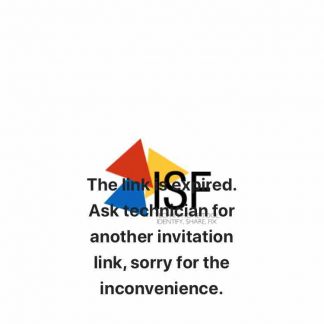 ISF
IDENTIFY, SHARE, FIX
The link is expired.
Ask technician for
another invitation
link, sorry for the
inconvenience.